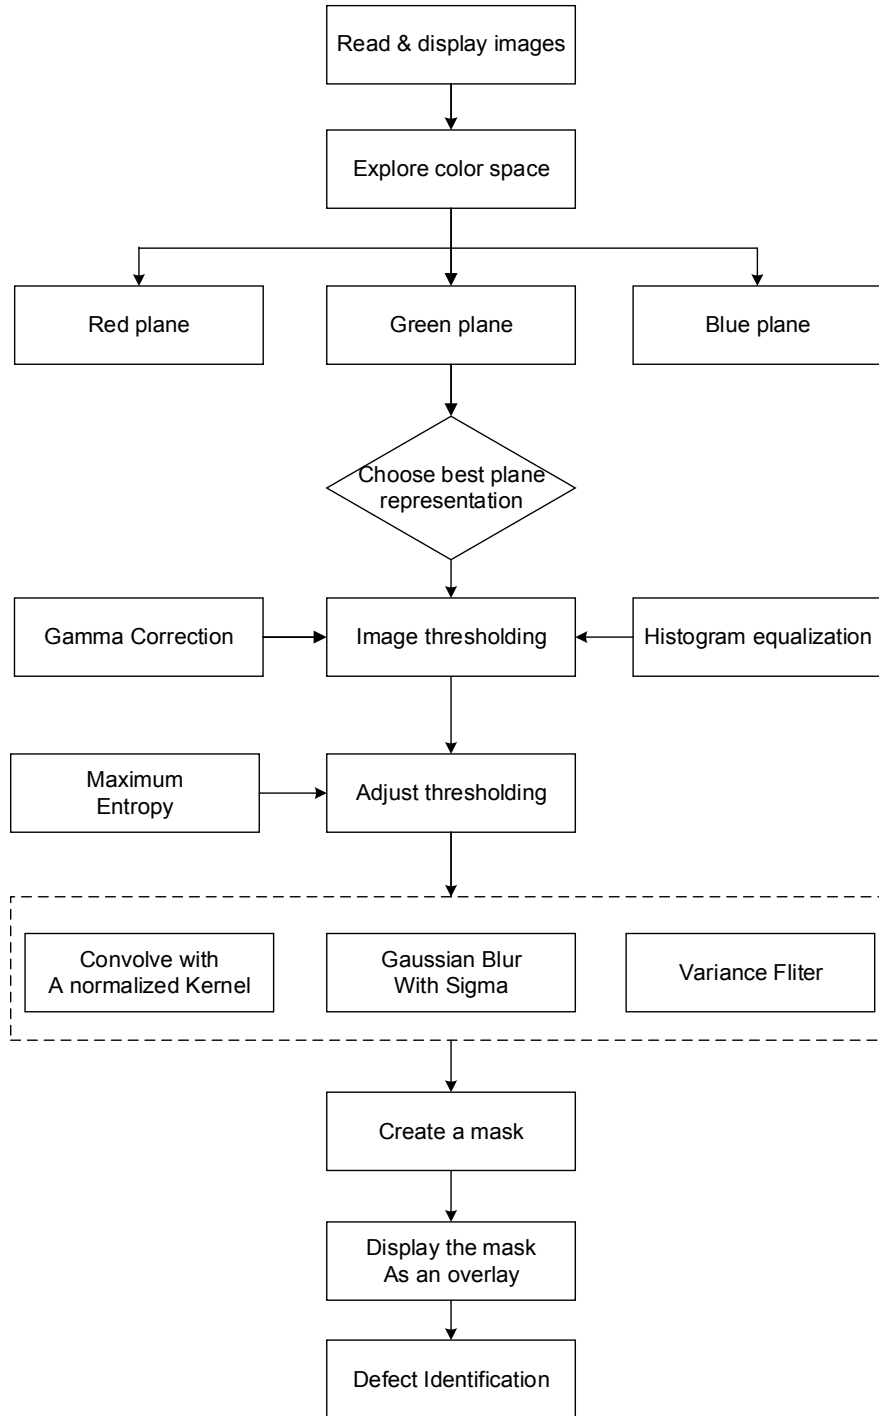 Read & display images
Explore color space
Red plane
Green plane
Blue plane
Choose best plane
representation
Gamma Correction
Image thresholding
Histogram equalization
Maximum
Entropy
Adjust thresholding
Convolve with
A normalized Kernel
Gaussian Blur
With Sigma
Variance Fliter
Create a mask
Display the mask
As an overlay
Defect Identification